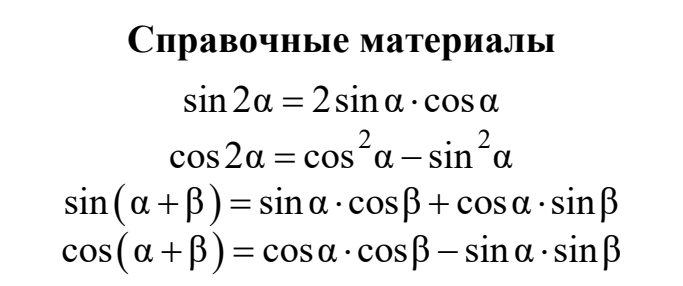 Справочные материалы
sin 2α = 2 sin α · cos α
cos 2α = cos²α − sin²α
sin(α + β) = sin α · cos β + cos α · sin β
cos(α + β) = cos α · cos β − sin α · sin β